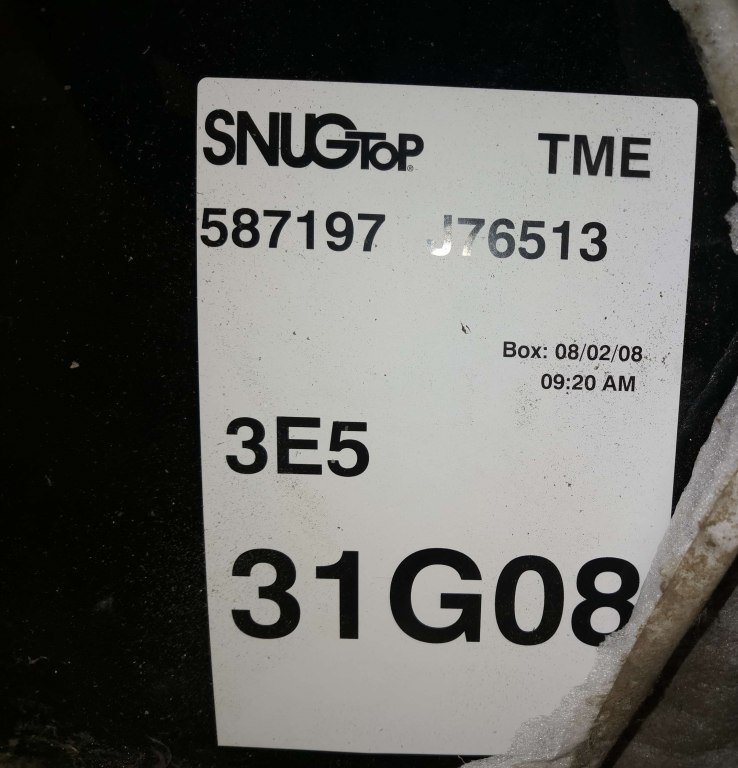 SNUGTOP® TME
587197 J76513
Box: 08/02/08
09:20 AM
3E5
31G08